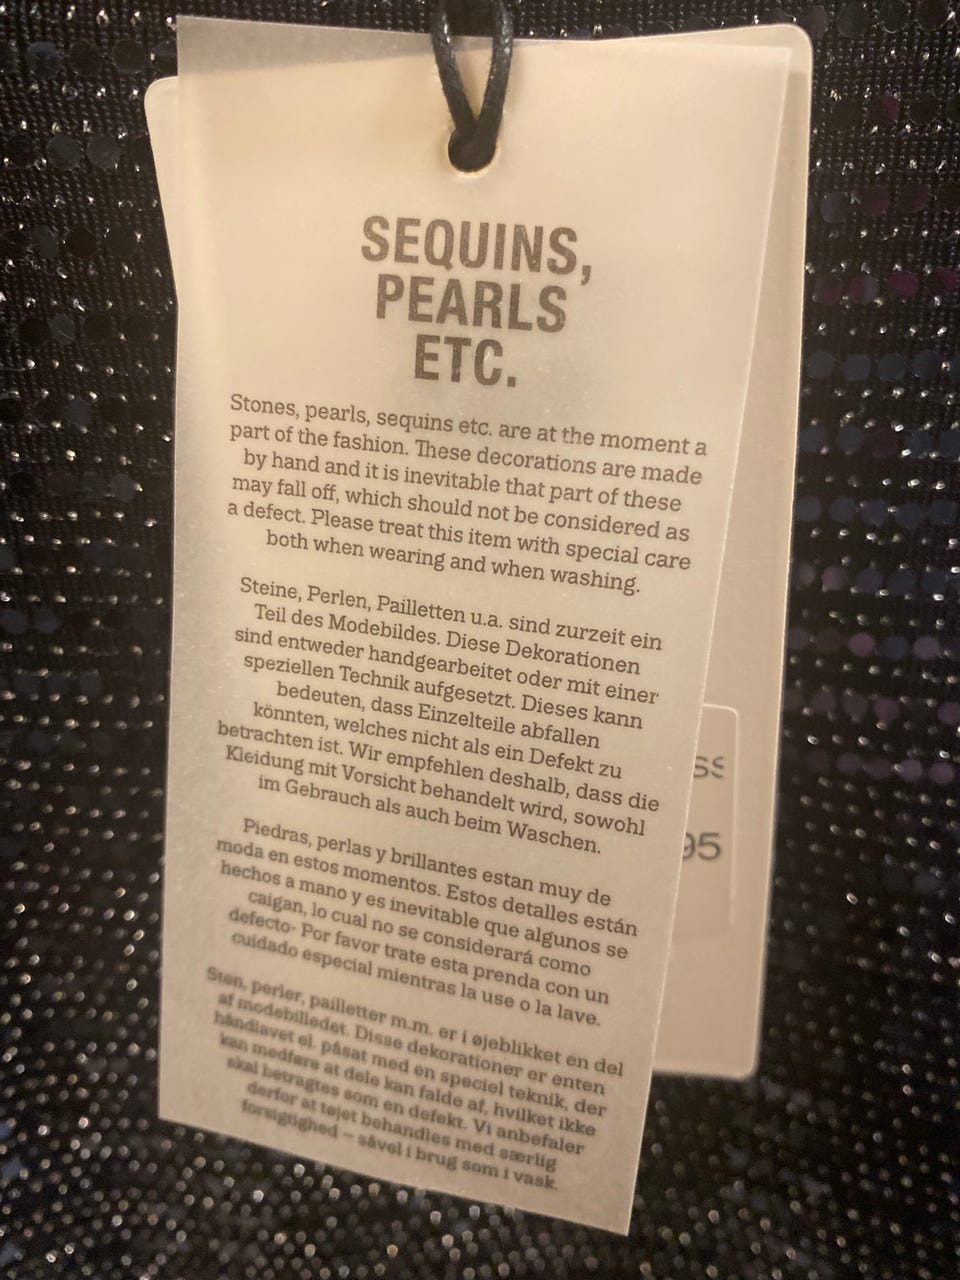 SEQUINS,
PEARLS
ETC.
Stones, pearls, sequins etc. are at the moment a
part of the fashion. These decorations are made
by hand and it is inevitable that part of these
may fall off, which should not be considered as
a defect. Please treat this item with special care
both when wearing and when washing.
Steine, Perlen, Pailletten u.a. sind zurzeit ein
Teil des Modebildes. Diese Dekorationen
sind entweder handgearbeitet oder mit einer
speziellen Technik aufgesetzt. Dieses kann
bedeuten, dass Einzelteile abfallen
könnten, welches nicht als ein Defekt zu
betrachten ist. Wir empfehlen deshalb, dass die
Kleidung mit Vorsicht behandelt wird, sowohl
im Gebrauch als auch beim Waschen.
Piedras, perlas y brillantes estan muy de
moda en estos momentos. Estos detalles están
hechos a mano y es inevitable que algunos se
caigan, lo cual no se considerará como
defecto- Por favor trate esta prenda con un
cuidado especial mientras la use o la lave.
Sten, perler, pailletter m.m. er i øjeblikket en del
af modebilledet. Disse dekorationer er enten
håndlavet el. påsat med en speciel teknik, der
kan medføre at dele kan falde af, hvilket ikke
skal betragtes som en defekt. Vi anbefaler
derfor at tøjet behandles med særlig
forsigtighed – såvel i brug som i vask.
SS
95